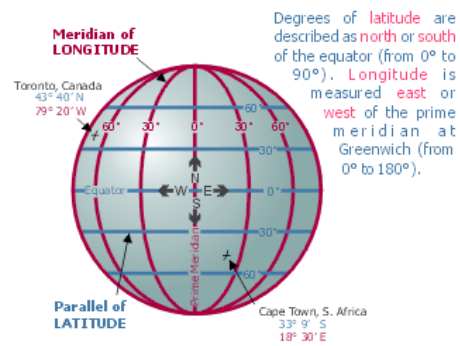 Degrees of latitude are
described as north or south
of the equator (from 0° to
90°). Longitude is
measured east or
west of the prime
meridian at
Greenwich (from
0° to 180°).
Meridian of
LONGITUDE
Toronto, Canada
43° 40' N
79° 20' W
60°
60° 30° 0° 30° 60°
30°
N
Equator W E 0°
S
30°
Prime Meridian
60°
Parallel of
LATITUDE
Cape Town, S. Africa
33° 9' S
18° 30' E